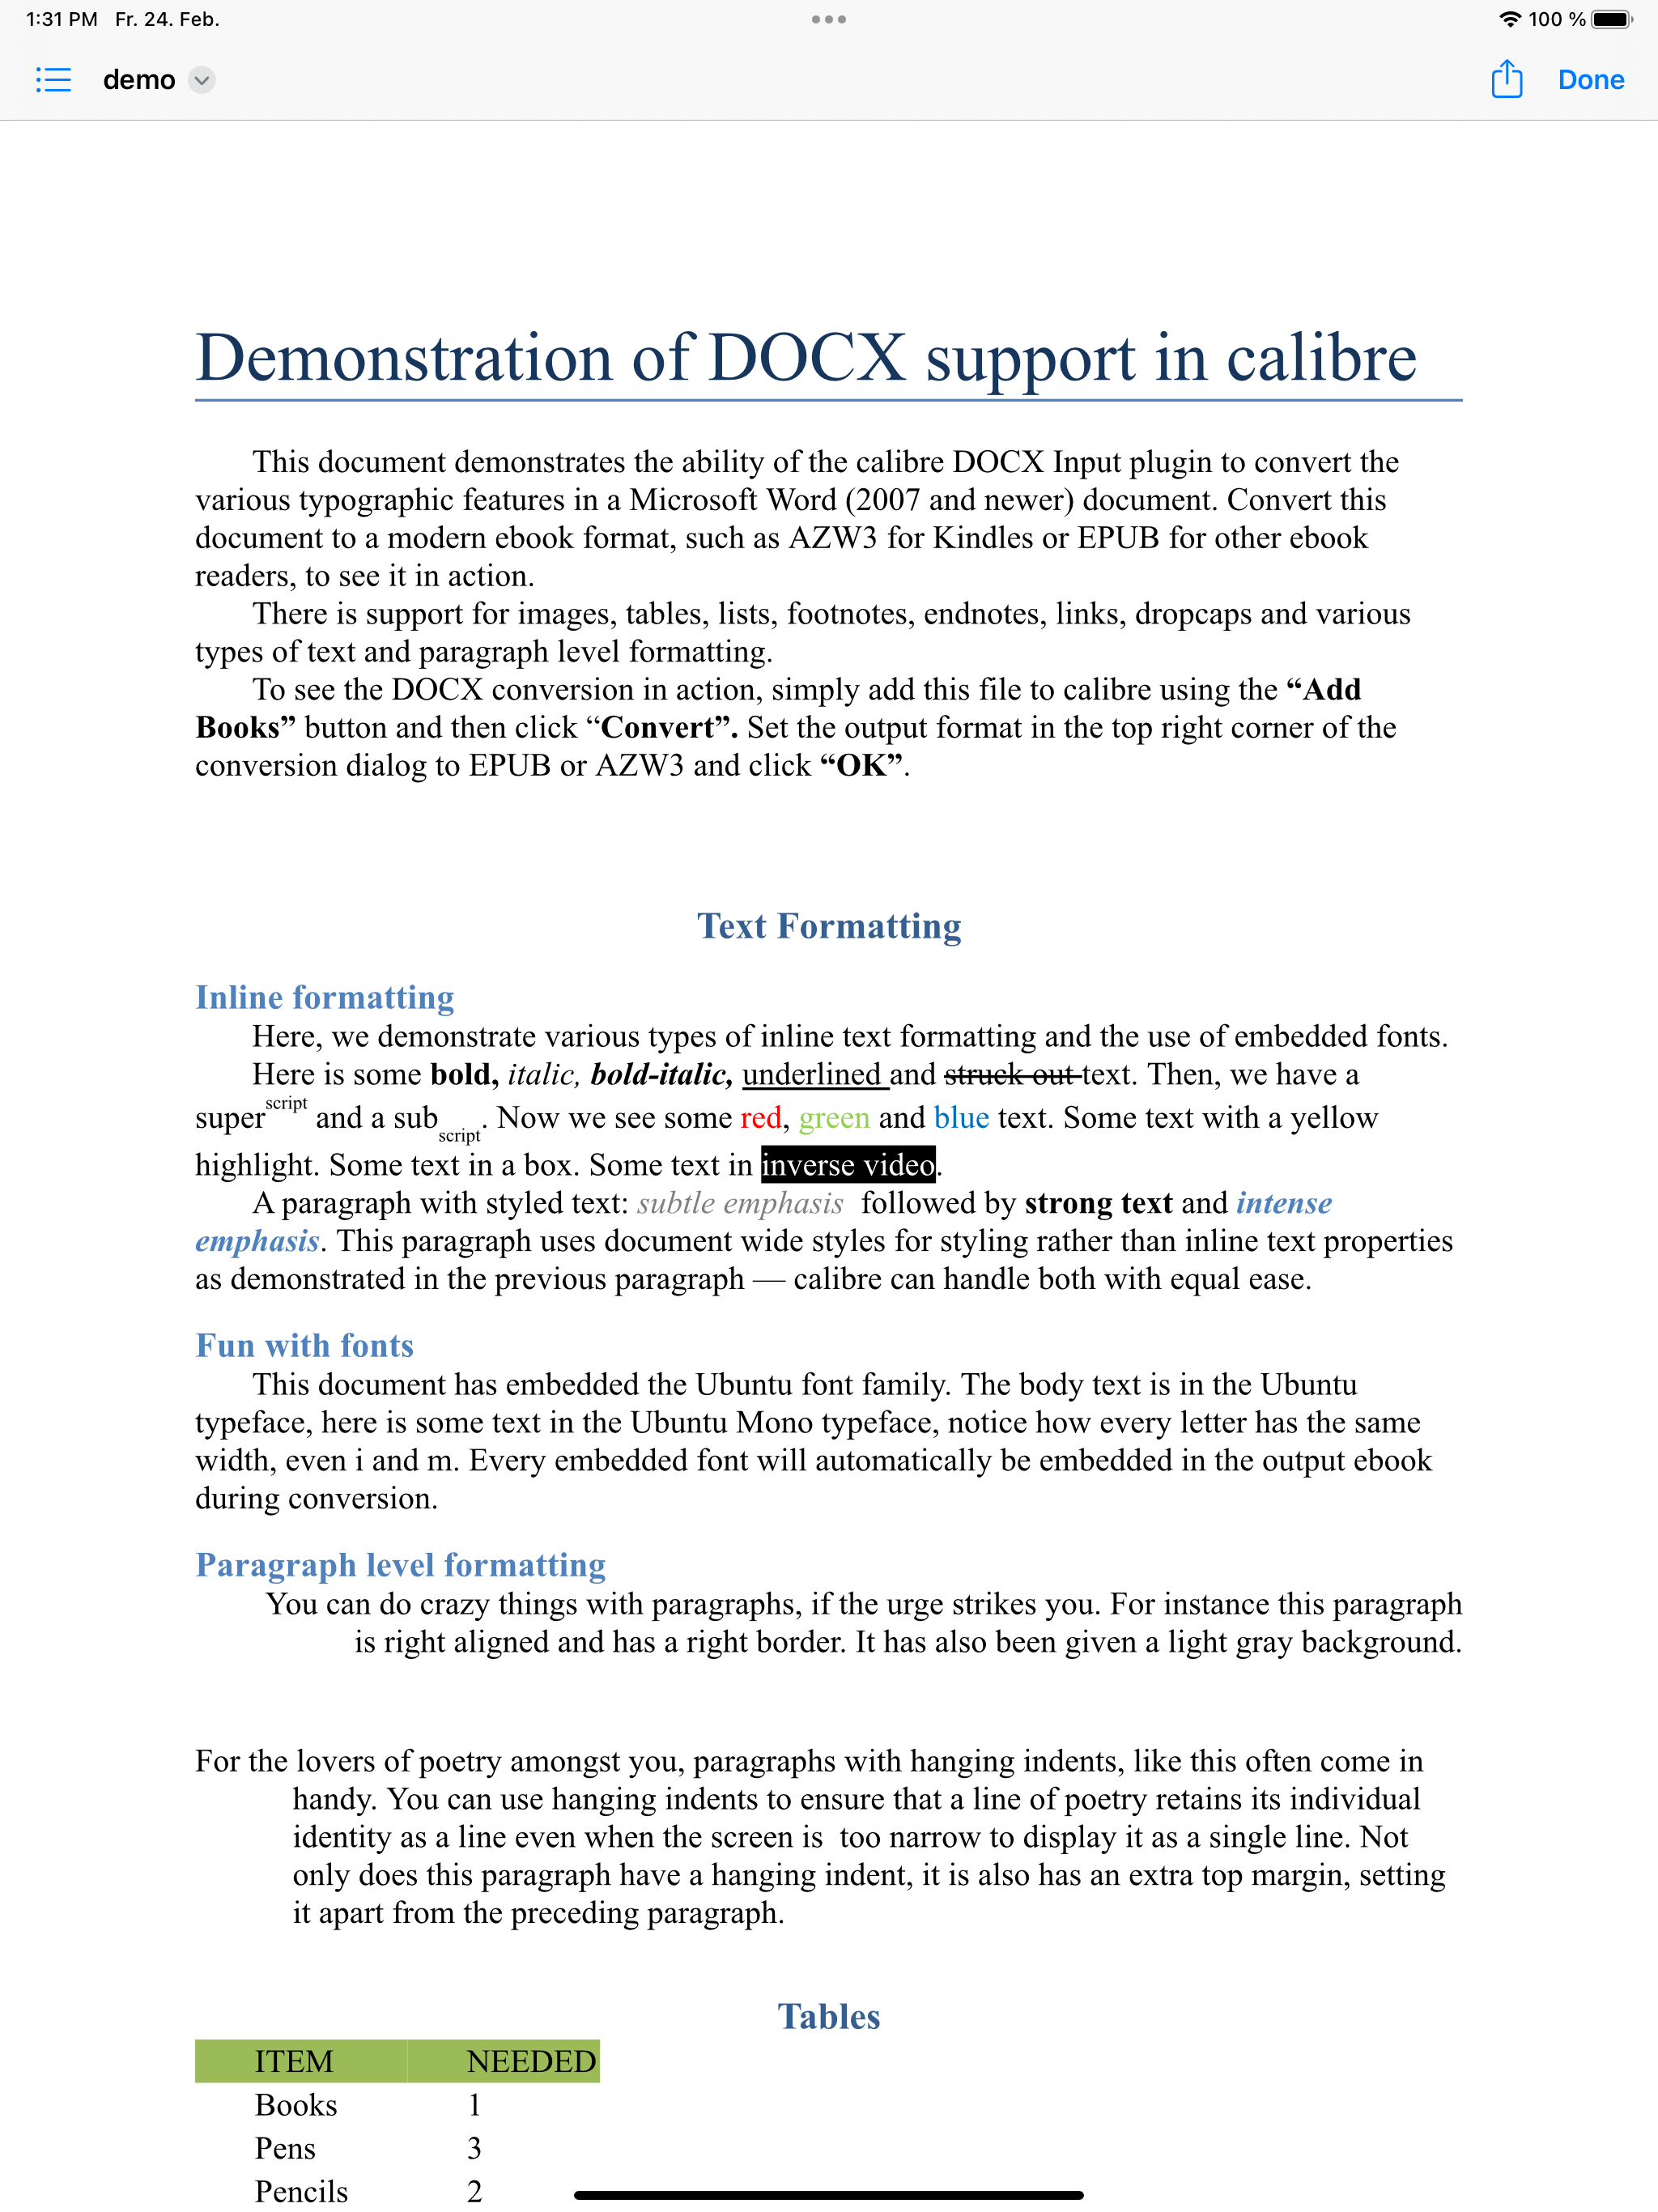 1:31 PM Fr. 24. Feb. 100 %
demo Done
Demonstration of DOCX support in calibre
This document demonstrates the ability of the calibre DOCX Input plugin to convert the
various typographic features in a Microsoft Word (2007 and newer) document. Convert this
document to a modern ebook format, such as AZW3 for Kindles or EPUB for other ebook
readers, to see it in action.
There is support for images, tables, lists, footnotes, endnotes, links, dropcaps and various
types of text and paragraph level formatting.
To see the DOCX conversion in action, simply add this file to calibre using the “Add
Books” button and then click “Convert”. Set the output format in the top right corner of the
conversion dialog to EPUB or AZW3 and click “OK”.
Text Formatting
Inline formatting
Here, we demonstrate various types of inline text formatting and the use of embedded fonts.
Here is some bold, italic, bold-italic, underlined and struck out text. Then, we have a
superscript and a subscript. Now we see some red, green and blue text. Some text with a yellow
highlight. Some text in a box. Some text in inverse video.
A paragraph with styled text: subtle emphasis followed by strong text and intense
emphasis. This paragraph uses document wide styles for styling rather than inline text properties
as demonstrated in the previous paragraph — calibre can handle both with equal ease.
Fun with fonts
This document has embedded the Ubuntu font family. The body text is in the Ubuntu
typeface, here is some text in the Ubuntu Mono typeface, notice how every letter has the same
width, even i and m. Every embedded font will automatically be embedded in the output ebook
during conversion.
Paragraph level formatting
You can do crazy things with paragraphs, if the urge strikes you. For instance this paragraph
is right aligned and has a right border. It has also been given a light gray background.
For the lovers of poetry amongst you, paragraphs with hanging indents, like this often come in
handy. You can use hanging indents to ensure that a line of poetry retains its individual
identity as a line even when the screen is too narrow to display it as a single line. Not
only does this paragraph have a hanging indent, it is also has an extra top margin, setting
it apart from the preceding paragraph.
Tables
ITEM NEEDED
Books 1
Pens 3
Pencils 2